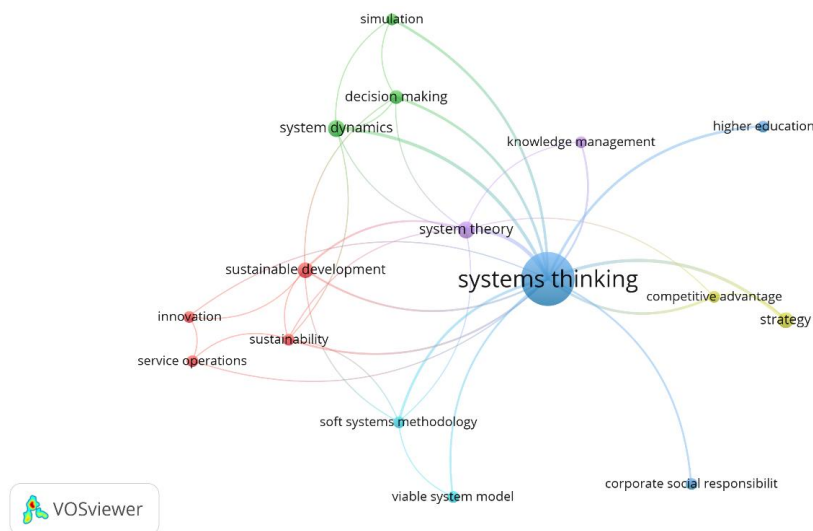 simulation
decision making
system dynamics
higher education
knowledge management
system theory
sustainable development
systems thinking
competitive advantage
innovation
strategy
sustainability
service operations
soft systems methodology
corporate social responsibilit
viable system model
VOSviewer